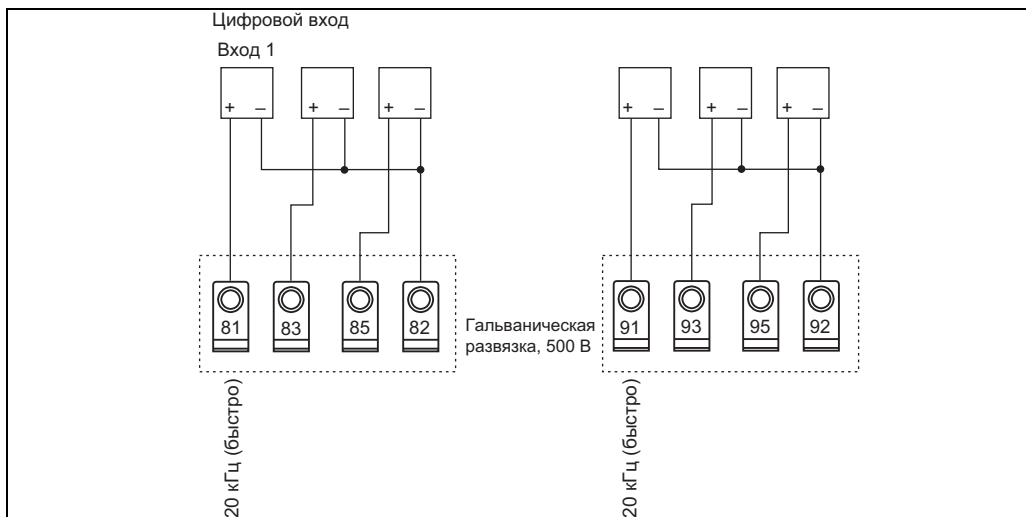 Цифровой вход
Вход 1
+ – + – + – + – + – + –
81 83 85 82
Гальваническая
развязка, 500 В
91 93 95 92
20 кГц (быстро)
20 кГц (быстро)